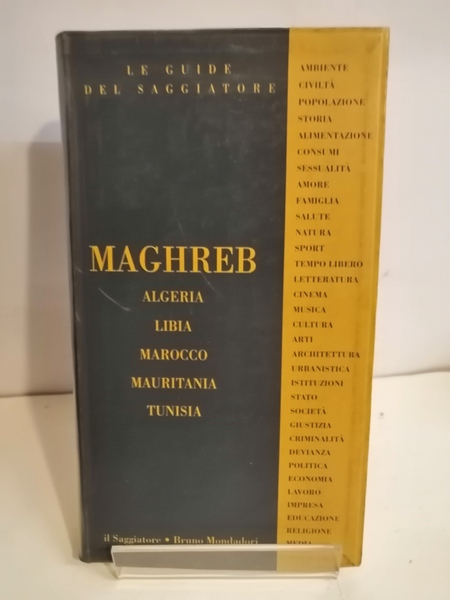 LE GUIDE
DEL SAGGIATORE
MAGHREB
ALGERIA
LIBIA
MAROCCO
MAURITANIA
TUNISIA
il Saggiatore • Bruno Mondadori
AMBIENTE
CIVILTÀ
POPOLAZIONE
STORIA
ALIMENTAZIONE
CONSUMI
SESSUALITÀ
AMORE
FAMIGLIA
SALUTE
NATURA
SPORT
TEMPO LIBERO
LETTERATURA
CINEMA
MUSICA
CULTURA
ARTI
ARCHITETTURA
URBANISTICA
ISTITUZIONI
STATO
SOCIETÀ
GIUSTIZIA
CRIMINALITÀ
DEVIANZA
POLITICA
ECONOMIA
LAVORO
IMPRESA
EDUCAZIONE
RELIGIONE
MEDIA